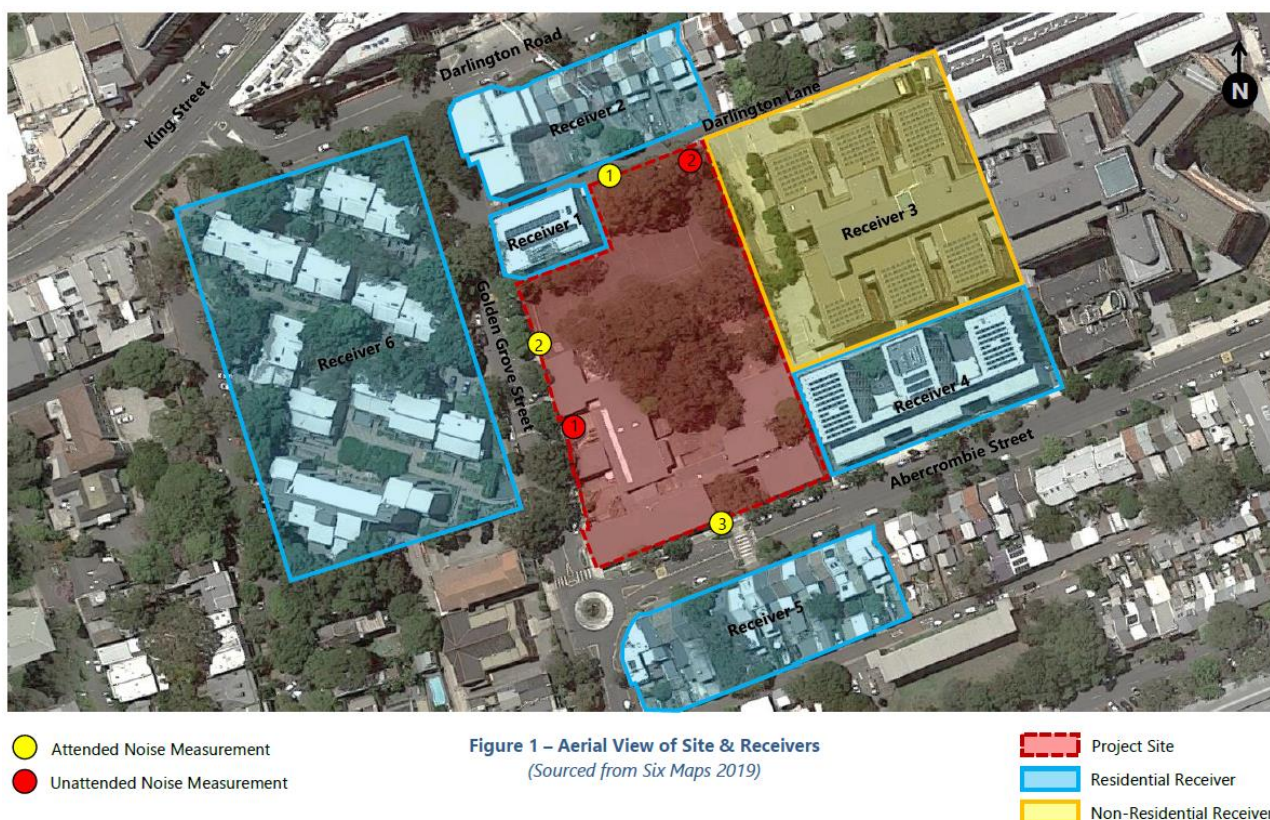 Darlington Road
King Street
Receiver 2
Darlington Lane
N
1
2
Receiver 1
Receiver 3
Golden Grove Street
2
Receiver 6
Receiver 4
1
Abercrombie Street
3
Receiver 5
Attended Noise Measurement
Unattended Noise Measurement
Figure 1 – Aerial View of Site & Receivers
(Sourced from Six Maps 2019)
Project Site
Residential Receiver
Non-Residential Receiver